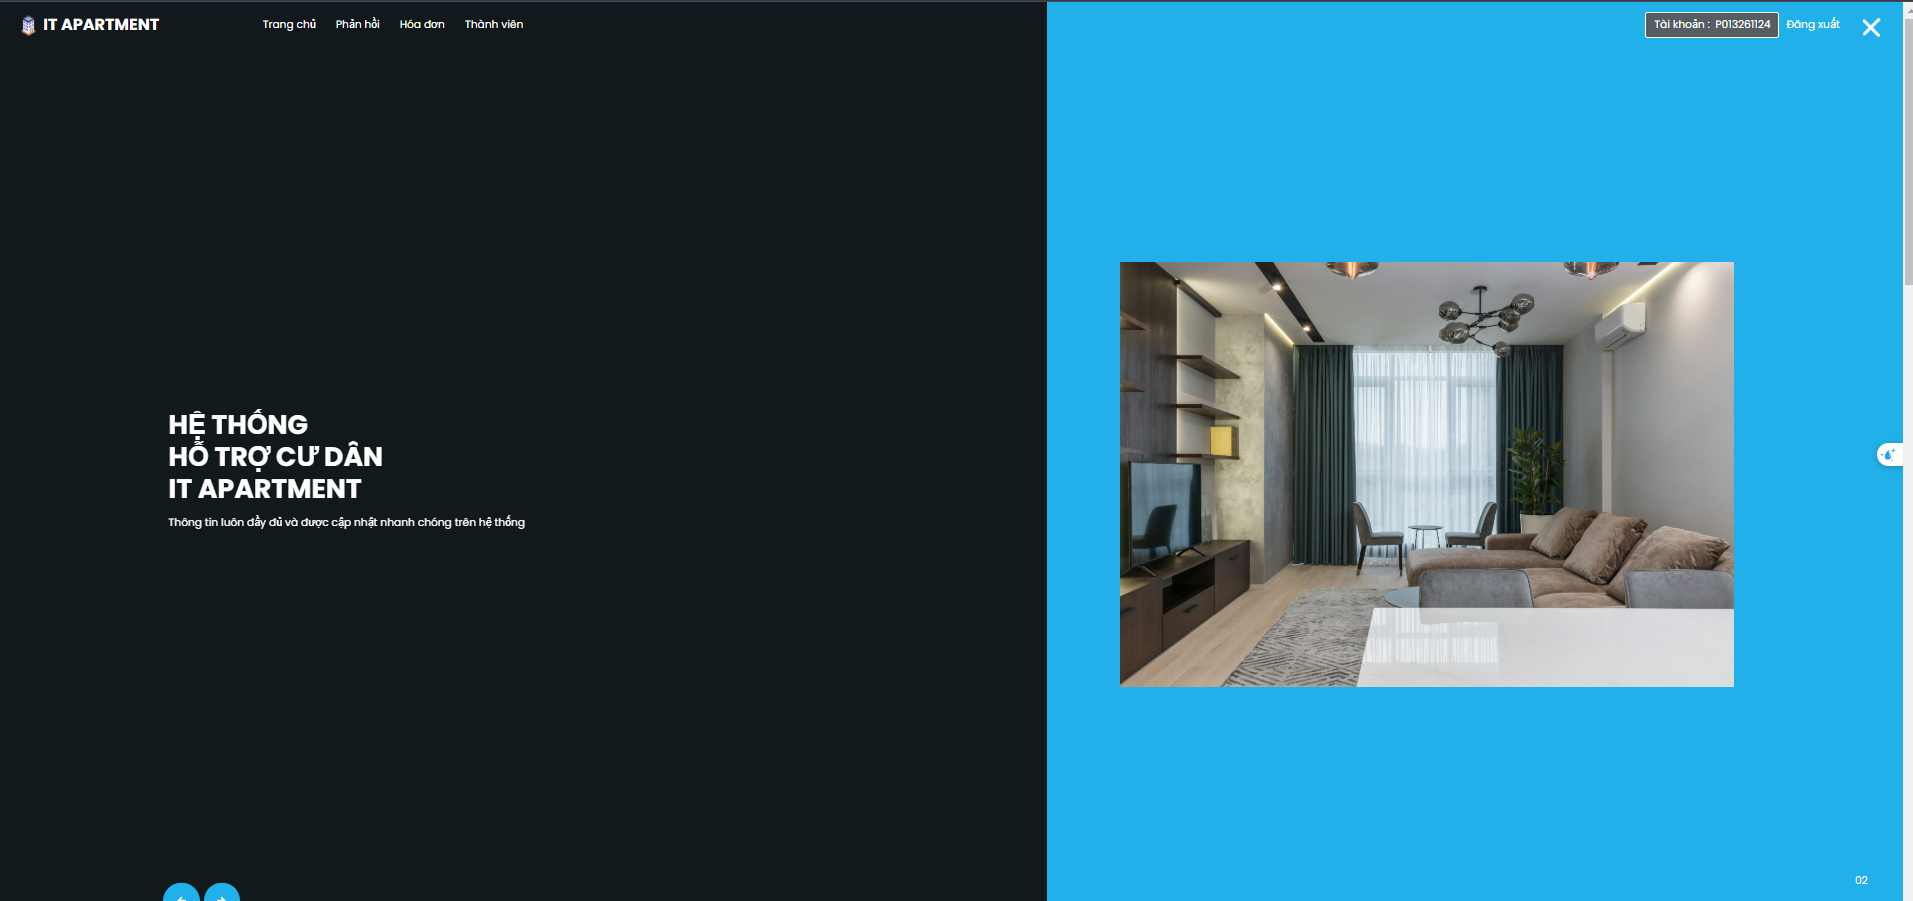 IT APARTMENT
Trang chủ Phản hồi Hóa đơn Thành viên
Tài khoản : P013261124 Đăng xuất
HỆ THỐNG
HỖ TRỢ CƯ DÂN
IT APARTMENT
Thông tin luôn đầy đủ và được cập nhật nhanh chóng trên hệ thống
02